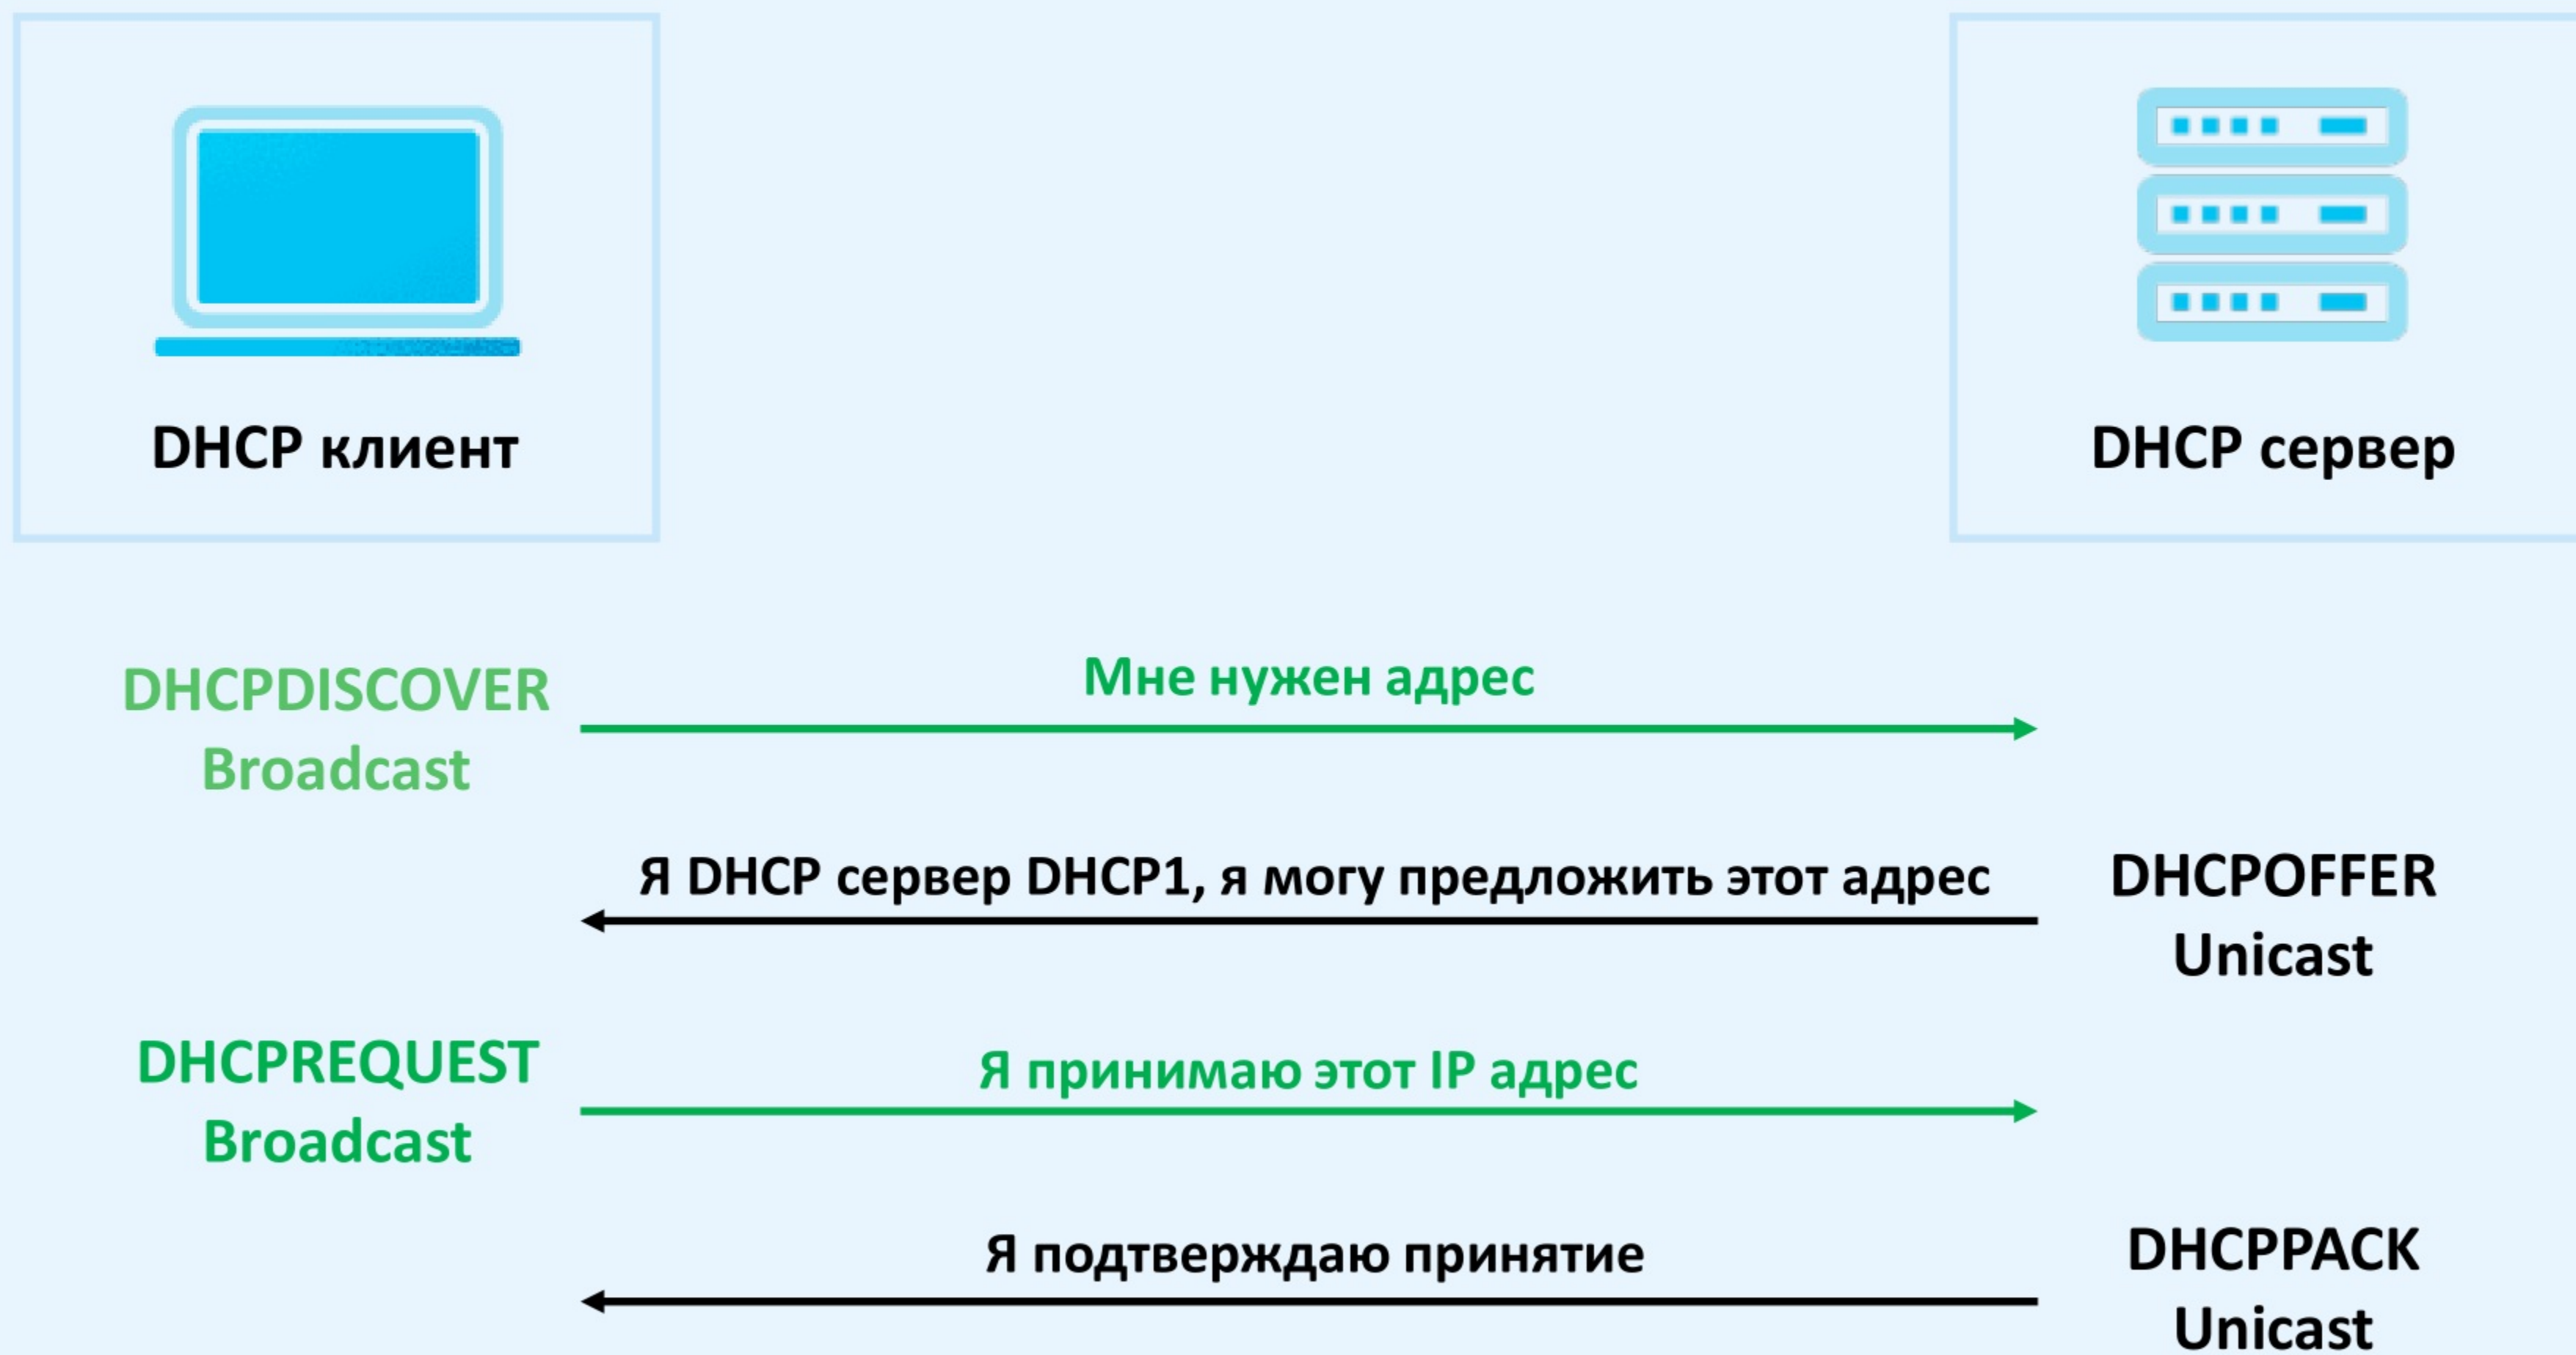 DHCP клиент
DHCP сервер
DHCPDISCOVER
Broadcast
Мне нужен адрес
Я DHCP сервер DHCP1, я могу предложить этот адрес
DHCPOFFER
Unicast
DHCPREQUEST
Broadcast
Я принимаю этот IP адрес
Я подтверждаю принятие
DHCPPACK
Unicast